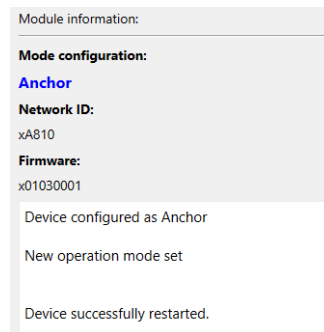 Module information:
Mode configuration:
Anchor
Network ID:
xA810
Firmware:
x01030001
Device configured as Anchor
New operation mode set
Device successfully restarted.